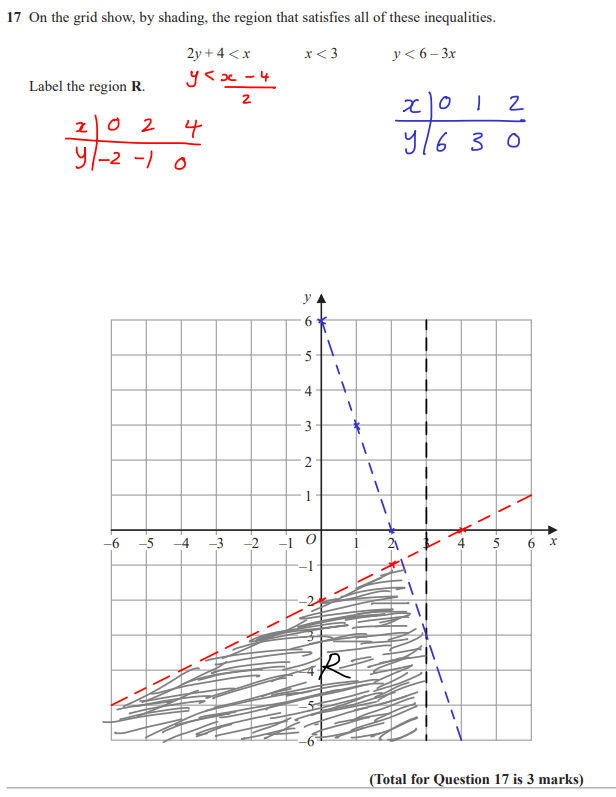 17 On the grid show, by shading, the region that satisfies all of these inequalities.
2y + 4 < x x < 3 y < 6 – 3x
y < x - 4
2
Label the region R.
x 0 2 4
y -2 -1 0
x 0 1 2
y 6 3 0
y
6
5
4
3
2
1
-6 -5 -4 -3 -2 -1 O 1 2 3 4 5 6 x
-1
-2
-3
-4 R
-5
-6
(Total for Question 17 is 3 marks)